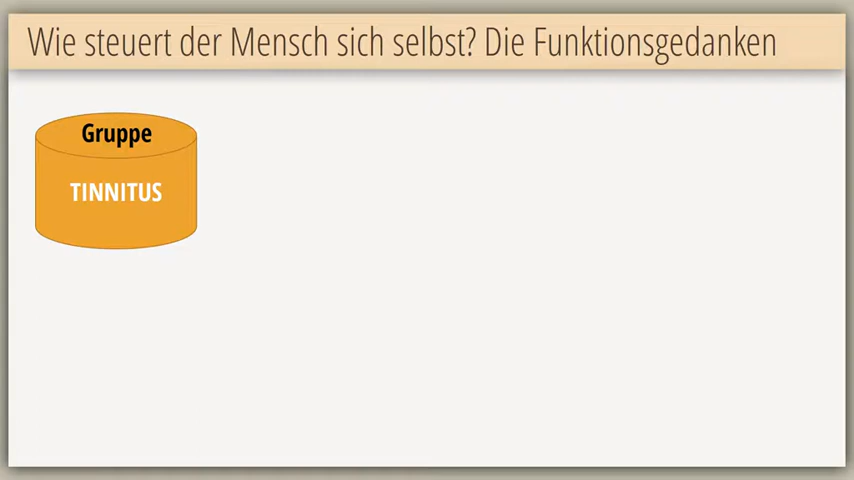 Wie steuert der Mensch sich selbst? Die Funktionsgedanken
Gruppe
TINNITUS